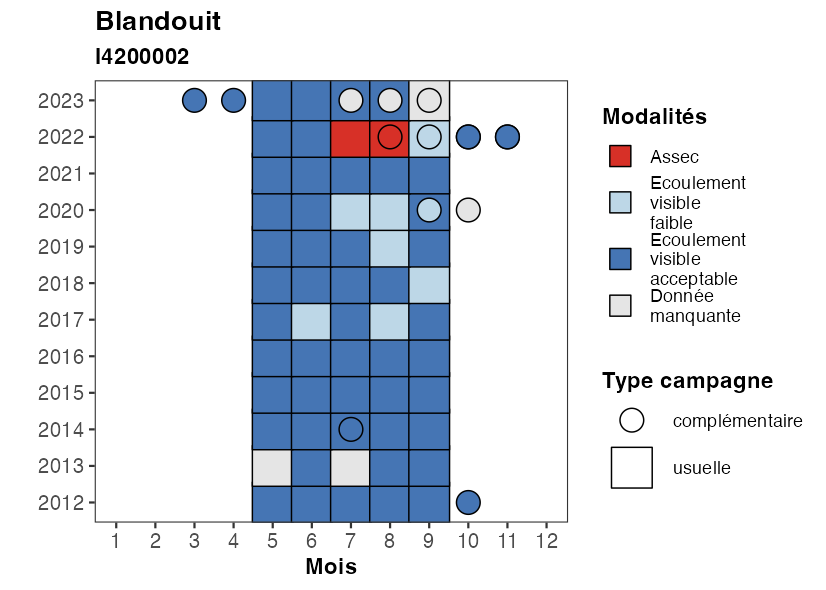 Blandouit
I4200002
2023
2022
2021
2020
2019
2018
2017
2016
2015
2014
2013
2012
1 2 3 4 5 6 7 8 9 10 11 12
Mois
Modalités
Assec
Ecoulement
visible
faible
Ecoulement
visible
acceptable
Donnée
manquante
Type campagne
complémentaire
usuelle